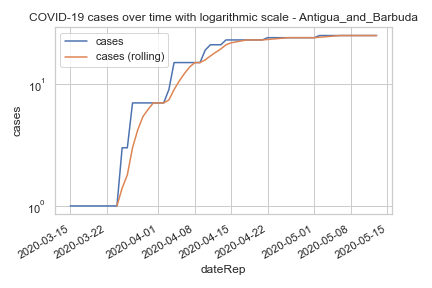 COVID-19 cases over time with logarithmic scale - Antigua_and_Barbuda
cases
cases (rolling)
10¹
10⁰
cases
2020-03-15
2020-03-22
2020-04-01
2020-04-08
2020-04-15
2020-04-22
2020-05-01
2020-05-08
2020-05-15
dateRep